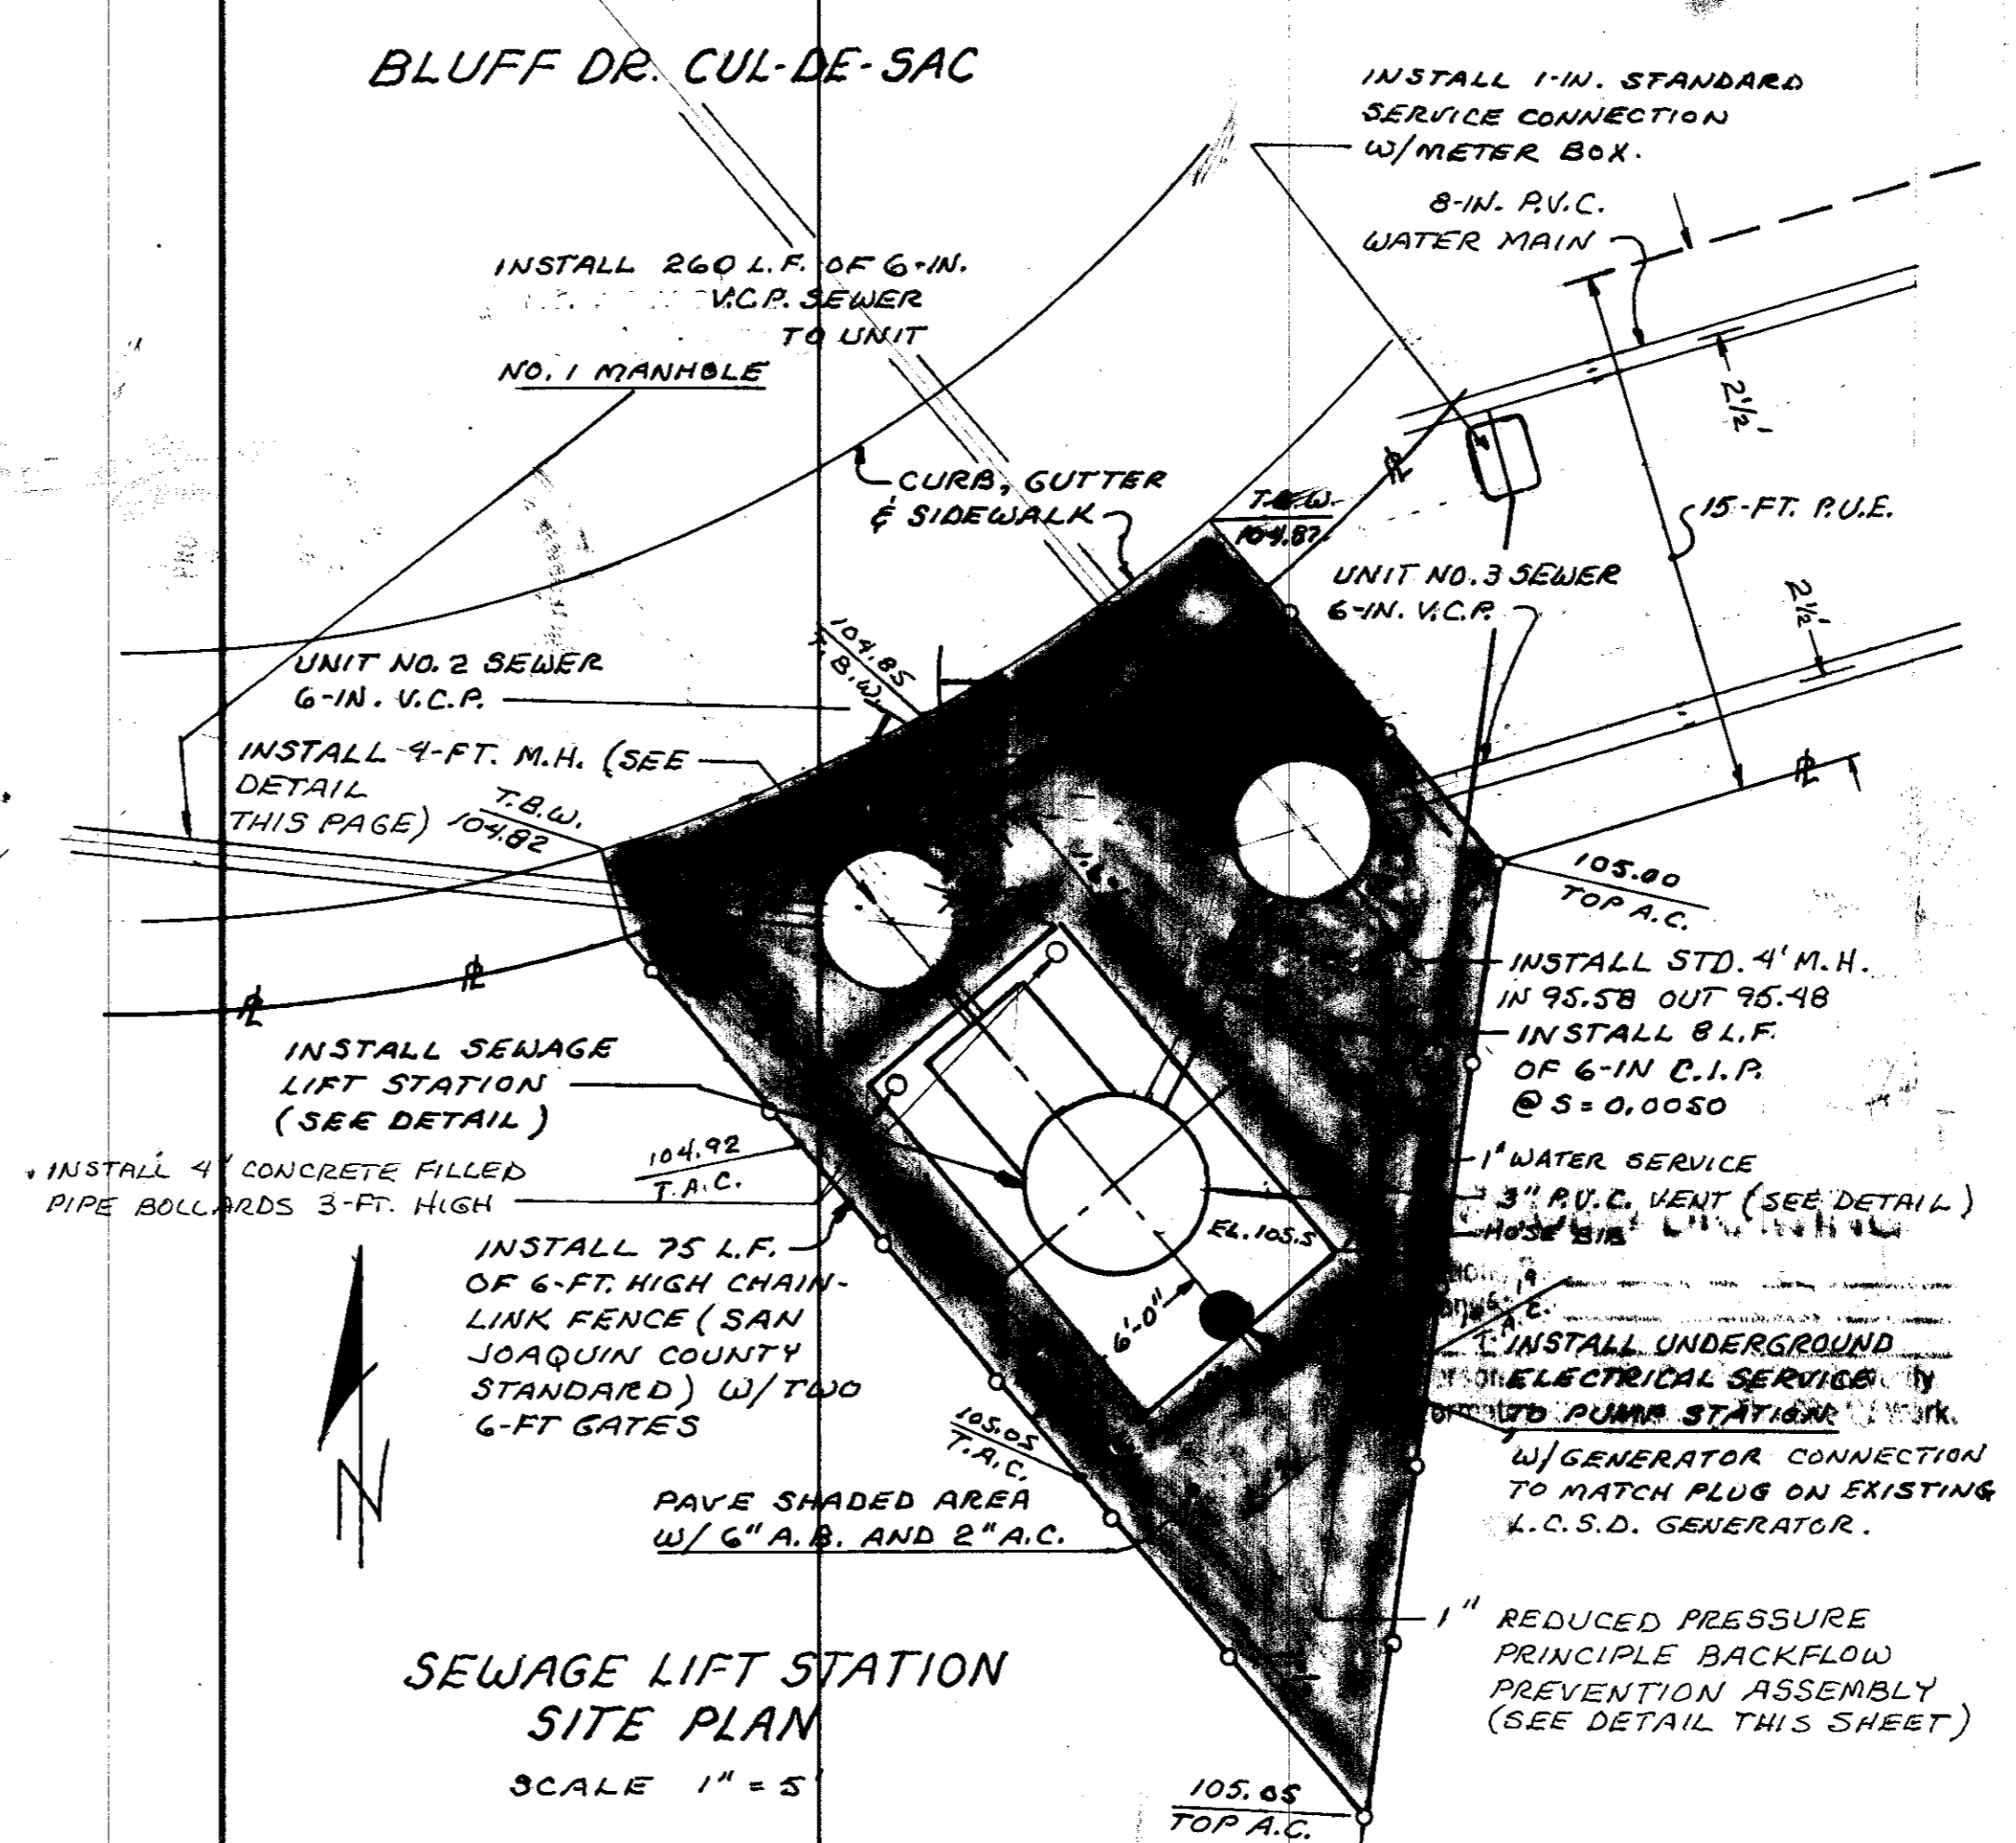 BLUFF DR. CUL-DE-SAC
INSTALL 1-IN. STANDARD
SERVICE CONNECTION
W/METER BOX.
8-IN. P.V.C.
WATER MAIN
INSTALL 260 L.F. OF 6-IN.
V.C.P. SEWER
TO UNIT
NO. 1 MANHOLE
2½'
CURB, GUTTER
& SIDEWALK
T.B.W.
104.87
15-FT. P.U.E.
UNIT NO. 3 SEWER
6-IN. V.C.P.
2½'
104.85
T.B.W.
UNIT NO. 2 SEWER
6-IN. V.C.P.
INSTALL 4-FT. M.H. (SEE
DETAIL
THIS PAGE)
T.B.W.
104.82
105.00
TOP A.C.
INSTALL STD. 4' M.H.
IN 95.58 OUT 95.48
INSTALL 8 L.F.
OF 6-IN C.I.P.
@ S=0.0050
INSTALL SEWAGE
LIFT STATION
(SEE DETAIL)
104.92
T.A.C.
INSTALL 4" CONCRETE FILLED
PIPE BOLLARDS 3-FT. HIGH
1" WATER SERVICE
3" P.V.C. VENT (SEE DETAIL)
HOSE BIB
EL. 105.5
6'-0"
INSTALL 75 L.F.
OF 6-FT. HIGH CHAIN-
LINK FENCE (SAN
JOAQUIN COUNTY
STANDARD) W/ TWO
6-FT GATES
T.A.C.
INSTALL UNDERGROUND
ELECTRICAL SERVICE
TO PUMP STATION
W/GENERATOR CONNECTION
TO MATCH PLUG ON EXISTING
L.C.S.D. GENERATOR.
105.05
T.A.C.
PAVE SHADED AREA
W/ 6" A.B. AND 2" A.C.
N
1" REDUCED PRESSURE
PRINCIPLE BACKFLOW
PREVENTION ASSEMBLY
(SEE DETAIL THIS SHEET)
SEWAGE LIFT STATION
SITE PLAN
SCALE 1" = 5'
105.05
TOP A.C.